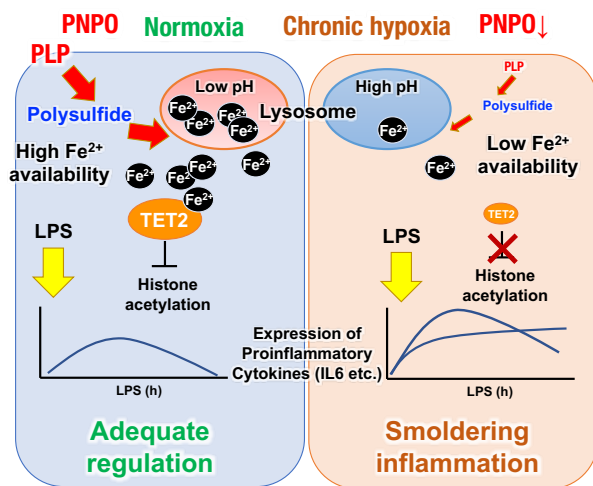 PNPO
Normoxia
Chronic hypoxia
PNPO↓
PLP
Polysulfide
Low pH
Fe²⁺
Fe²⁺
Fe²⁺
Fe²⁺
Lysosome
High pH
Fe²⁺
PLP
Polysulfide
High Fe²⁺
availability
Fe²⁺
Fe²⁺
Fe²⁺
Fe²⁺
Fe²⁺
Fe²⁺
Low Fe²⁺
availability
TET2
TET2
LPS
Histone
acetylation
LPS
Histone
acetylation
Expression of
Proinflammatory
Cytokines (IL6 etc.)
LPS (h)
LPS (h)
Adequate
regulation
Smoldering
inflammation